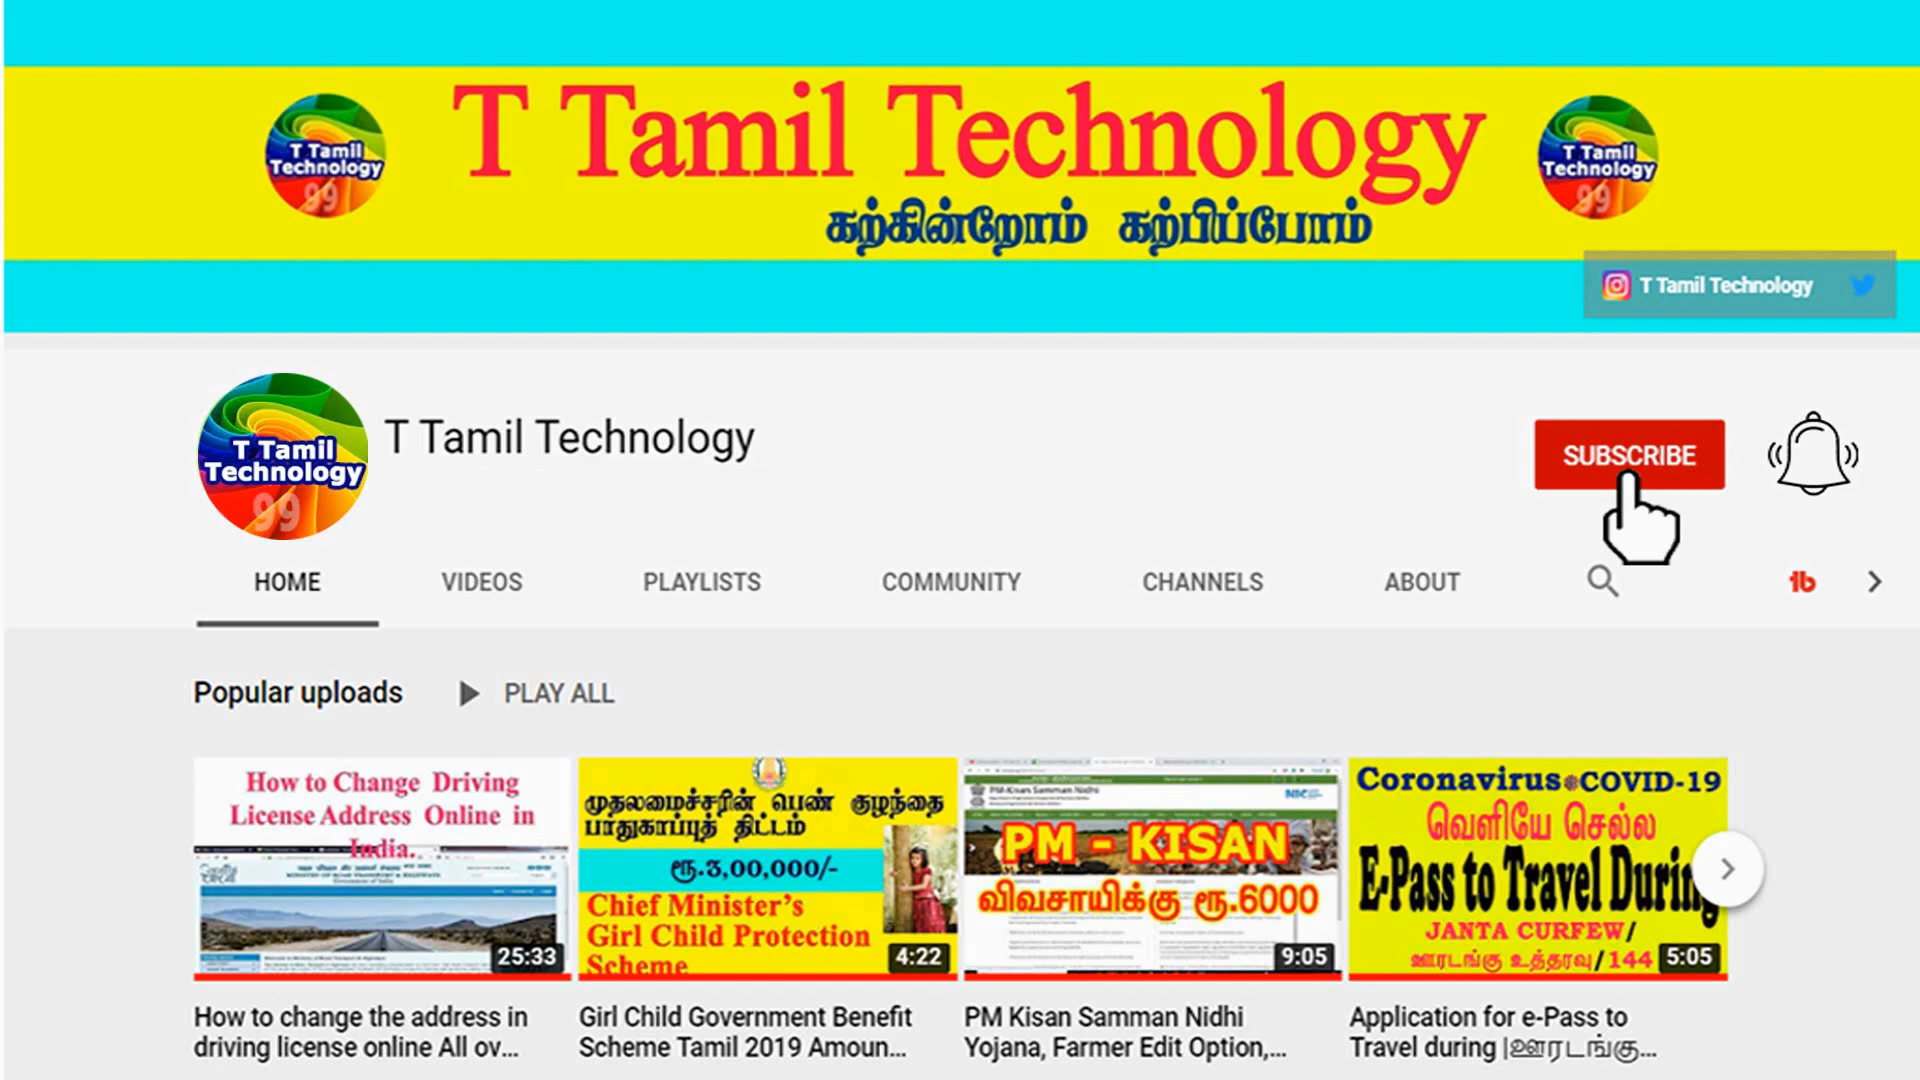 T Tamil Technology
கற்கின்றோம் கற்பிப்போம்
T Tamil
Technology
99
T Tamil
Technology
99
T Tamil Technology
T Tamil
Technology
99
T Tamil Technology
SUBSCRIBE
HOME VIDEOS PLAYLISTS COMMUNITY CHANNELS ABOUT
Popular uploads PLAY ALL
How to Change Driving
License Address Online in
India.
25:33
முதலமைச்சரின் பெண் குழந்தை
பாதுகாப்புத் திட்டம்
ரூ.3,00,000/-
Chief Minister's
Girl Child Protection
Scheme
4:22
PM-Kisan Samman Nidhi
NIC
PM - KISAN
விவசாயிக்கு ரூ.6000
9:05
Coronavirus COVID-19
வெளியே செல்ல
E-Pass to Travel During
JANTA CURFEW/
ஊரடங்கு உத்தரவு/144
5:05
How to change the address in
driving license online All ov...
Girl Child Government Benefit
Scheme Tamil 2019 Amoun...
PM Kisan Samman Nidhi
Yojana, Farmer Edit Option,...
Application for e-Pass to
Travel during |ஊரடங்கு...